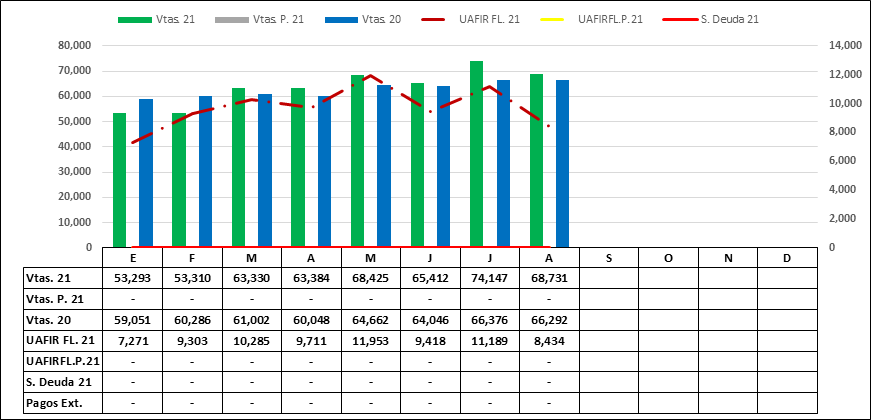 Vtas. 21 Vtas. P. 21 Vtas. 20 UAFIR FL. 21 UAFIRFL.P.21 S. Deuda 21
80,000 14,000
70,000 12,000
60,000 10,000
50,000 8,000
40,000 6,000
30,000 4,000
20,000 2,000
10,000 0
0
E F M A M J J A S O N D
Vtas. 21 53,293 53,310 63,330 63,384 68,425 65,412 74,147 68,731
Vtas. P. 21 - - - - - - - -
Vtas. 20 59,051 60,286 61,002 60,048 64,662 64,046 66,376 66,292
UAFIR FL. 21 7,271 9,303 10,285 9,711 11,953 9,418 11,189 8,434
UAFIRFL.P.21 - - - - - - - -
S. Deuda 21 - - - - - - - -
Pagos Ext. - - - - - - - -